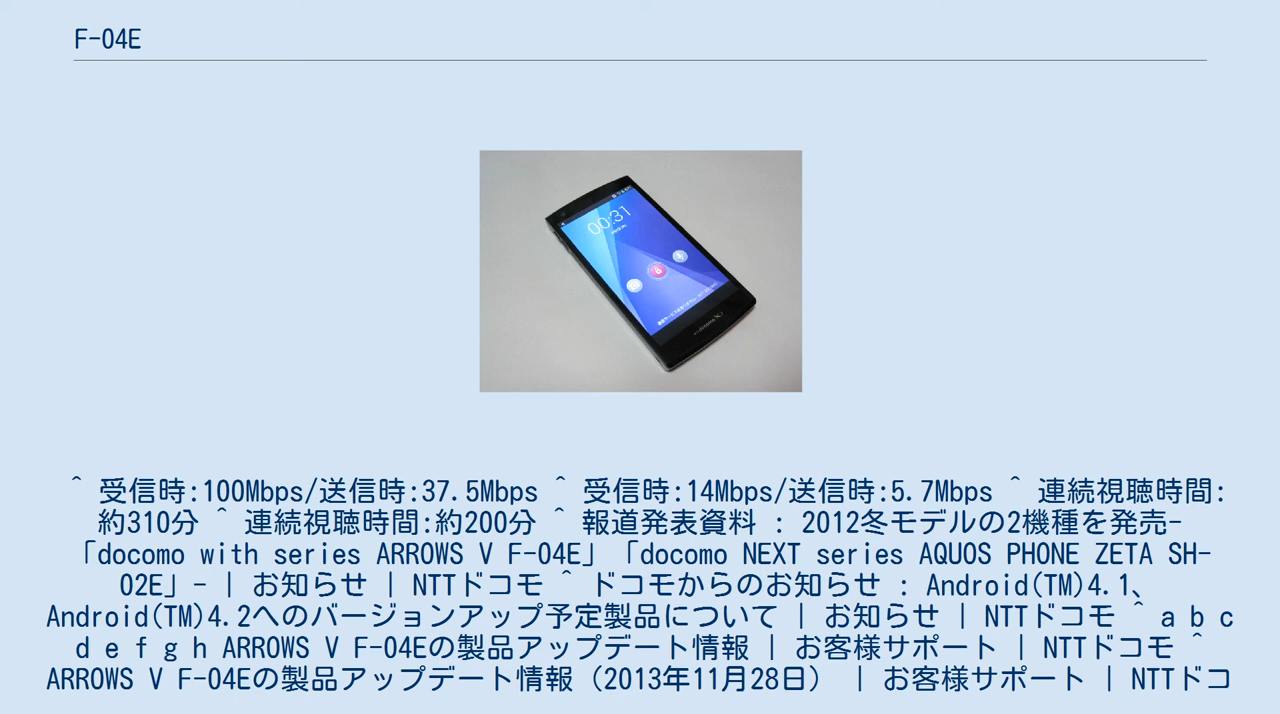 F-04E
00:31
docomo Xi
^ 受信時:100Mbps/送信時:37.5Mbps ^ 受信時:14Mbps/送信時:5.7Mbps ^ 連続視聴時間:
約310分 ^ 連続視聴時間:約200分 ^ 報道発表資料 : 2012冬モデルの2機種を発売-
「docomo with series ARROWS V F-04E」「docomo NEXT series AQUOS PHONE ZETA SH-
02E」- | お知らせ | NTTドコモ ^ ドコモからのお知らせ : Android(TM)4.1、
Android(TM)4.2へのバージョンアップ予定製品について | お知らせ | NTTドコモ ^ a b c
d e f g h ARROWS V F-04Eの製品アップデート情報 | お客様サポート | NTTドコモ ^
ARROWS V F-04Eの製品アップデート情報（2013年11月28日） | お客様サポート | NTTドコ